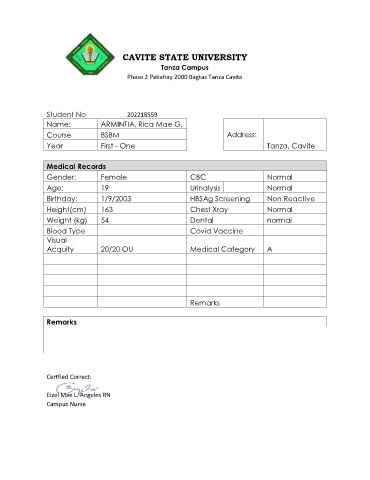 CAVITE STATE UNIVERSITY
Tanza Campus
Phase 2 Pabahay 2000 Bagtas Tanza Cavite
Student No 202218559
Name: ARMINTIA, Rica Mae G.
Course BSBM Address:
Year First - One Tanza, Cavite
Medical Records
Gender: Female CBC Normal
Age: 19 Urinalysis Normal
Birthday: 1/9/2003 HBSAg Screening Non Reactive
Height(cm) 163 Chest Xray Normal
Weight (kg) 54 Dental normal
Blood Type Covid Vaccine
Visual
Acquity 20/20 OU Medical Category A
Remarks
Remarks
Certfied Correct:
Eizel Mae L. Angeles RN
Campus Nurse